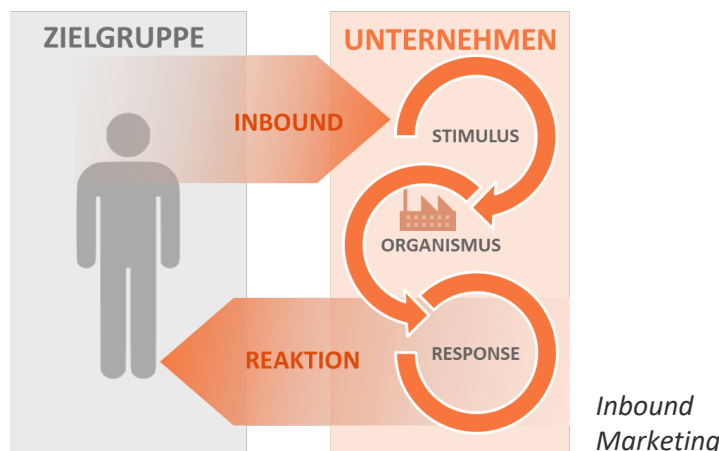 ZIELGRUPPE
UNTERNEHMEN
INBOUND
STIMULUS
ORGANISMUS
REAKTION
RESPONSE
Inbound
Marketing